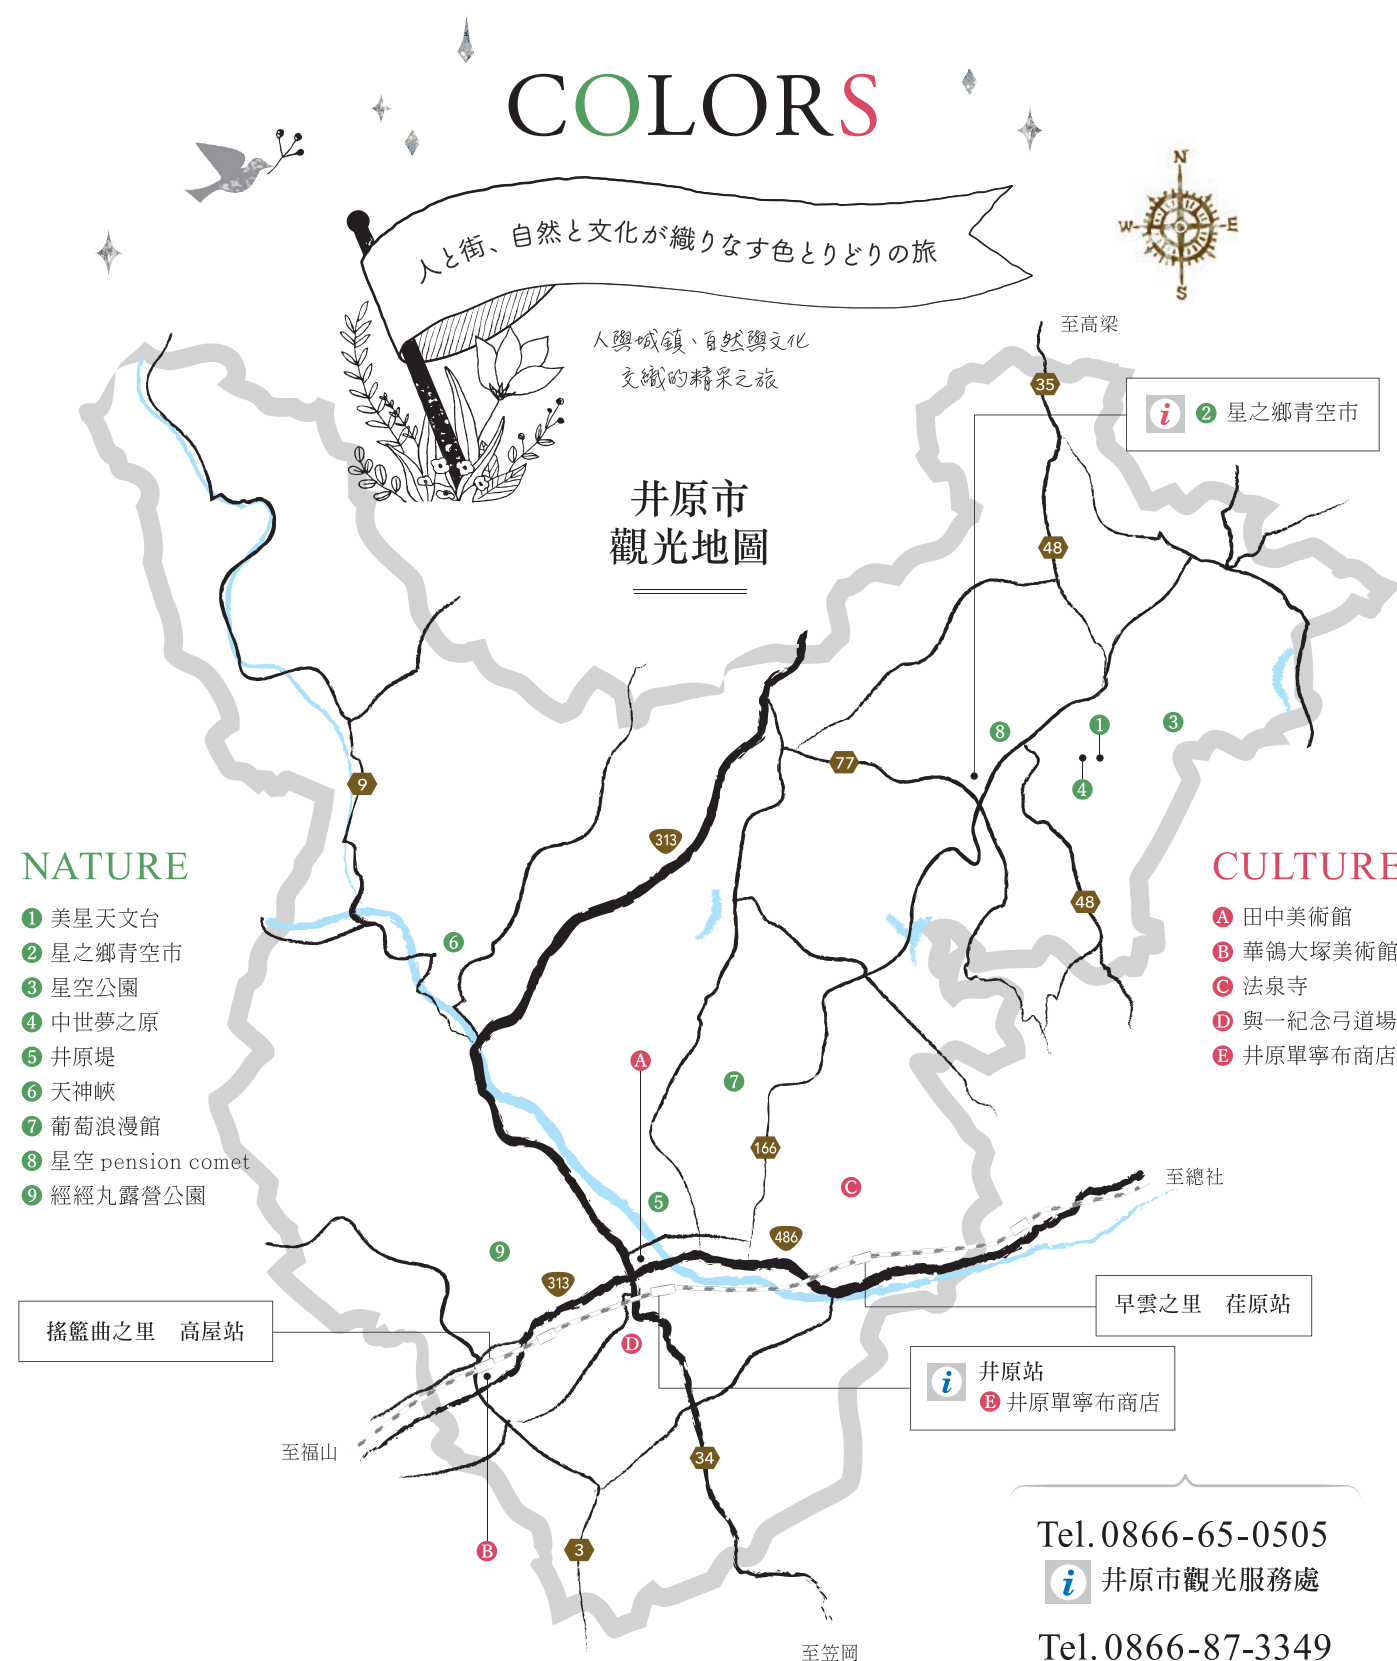 COLORS
人と街、自然と文化が織りなす色とりどりの旅
人與城鎮、自然與文化
交織的精采之旅
N
W
E
S
井原市
觀光地圖
至高梁
35
i 2 星之鄉青空市
48
8
1
3
77
4
9
313
48
6
NATURE
1 美星天文台
2 星之鄉青空市
3 星空公園
4 中世夢之原
5 井原堤
6 天神峽
7 葡萄浪漫館
8 星空 pension comet
9 經經丸露營公園
CULTURE
A 田中美術館
B 華鴒大塚美術館
C 法泉寺
D 與一紀念弓道場
E 井原單寧布商店
A
7
166
C
5
至總社
486
9
313
搖籃曲之里　高屋站
早雲之里　荏原站
D
i 井原站
E 井原單寧布商店
至福山
34
B
3
至笠岡
Tel. 0866-65-0505
i 井原市觀光服務處
Tel. 0866-87-3349